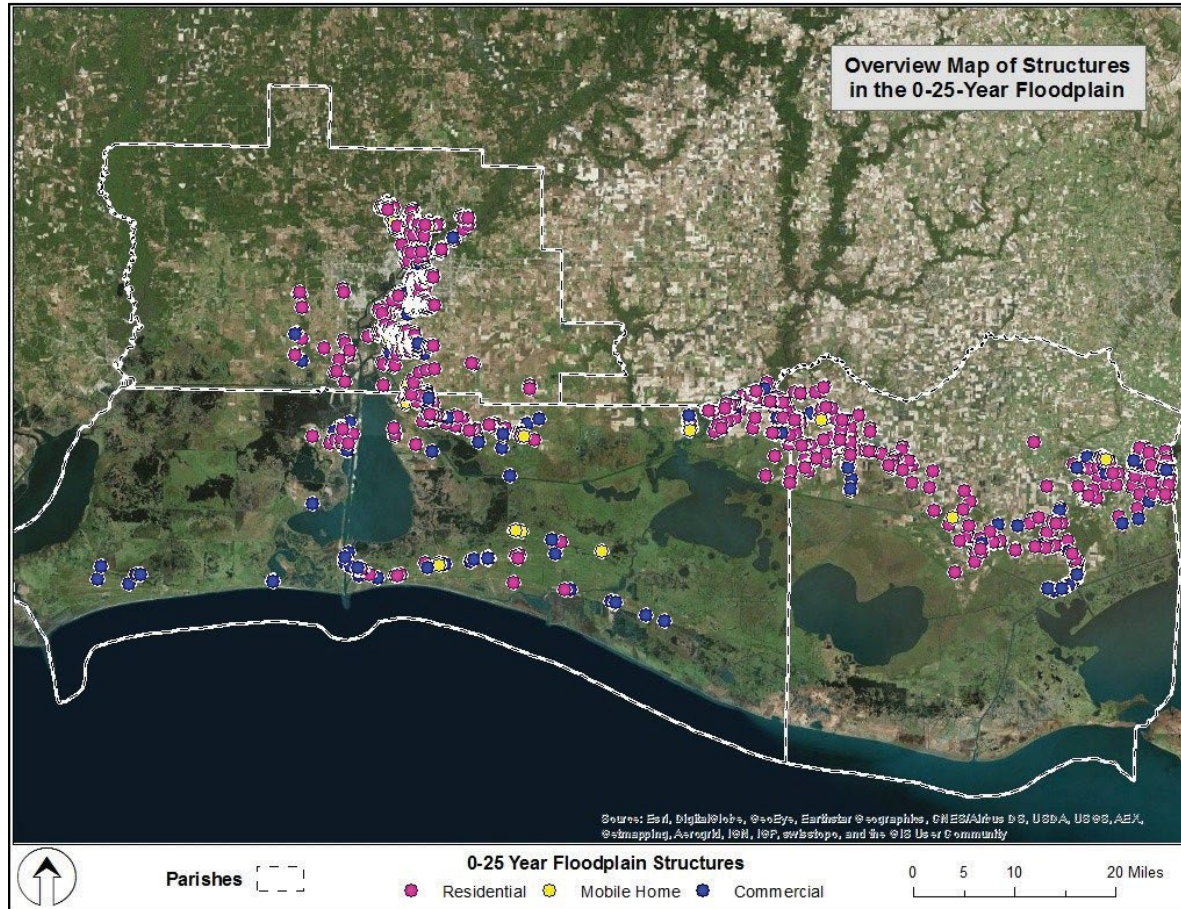 Overview Map of Structures
in the 0-25-Year Floodplain
Source: Esri, DigitalGlobe, GeoEye, Earthstar Geographics, CNES/Airbus DS, USDA, USGS, AEX,
Getmapping, Aerogrid, IGN, IGP, swisstopo, and the GIS User Community
0-25 Year Floodplain Structures
Parishes
Residential Mobile Home Commercial
0 5 10 20 Miles